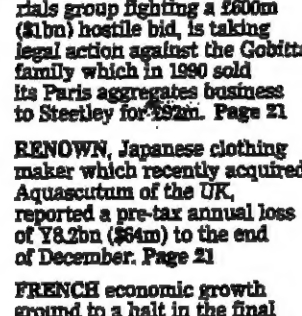 rials group fighting a £600m
($1bn) hostile bid, is taking
legal action against the Gobitta
family which in 1990 sold
its Paris aggregates business
to Steetley for £92m. Page 21
RENOWN, Japanese clothing
maker which recently acquired
Aquascutum of the UK,
reported a pre-tax annual loss
of Y8.2bn ($64m) to the end
of December. Page 21
FRENCH economic growth
ground to a halt in the final